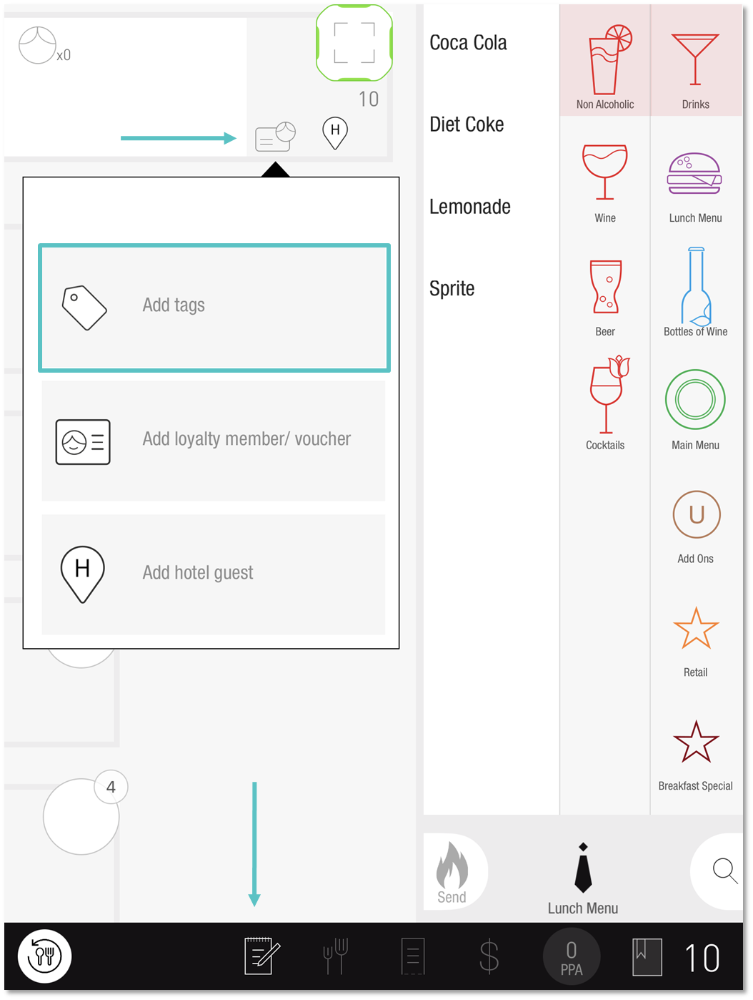 x0
10
H
Add tags
Add loyalty member/ voucher
H
Add hotel guest
4
Coca Cola
Diet Coke
Lemonade
Sprite
Non Alcoholic
Drinks
Wine
Lunch Menu
Beer
Bottles of Wine
Cocktails
Main Menu
U
Add Ons
Retail
Breakfast Special
Send
Lunch Menu
$
0
PPA
10